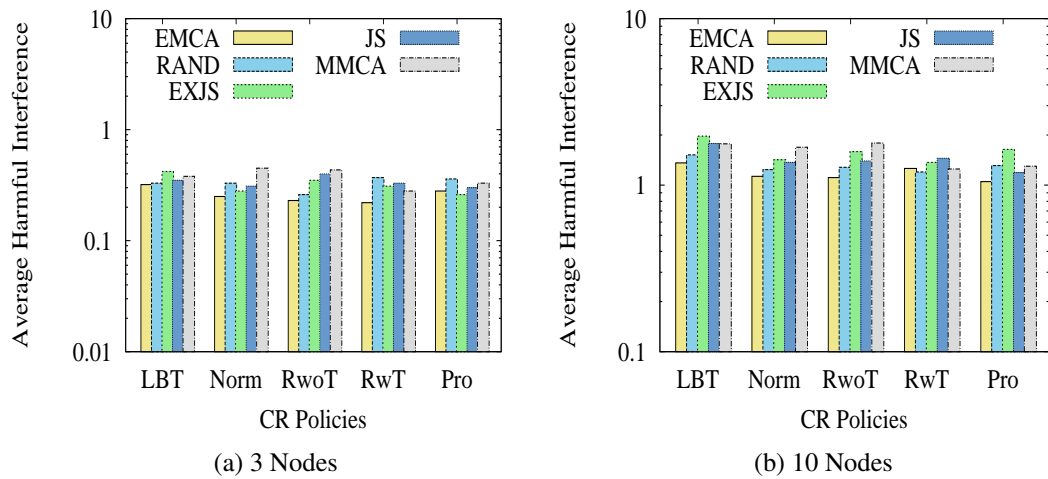 Average Harmful Interference
10
1
0.1
0.01
EMCA
RAND
EXJS
JS
MMCA
LBT Norm RwoT RwT Pro
CR Policies
(a) 3 Nodes
Average Harmful Interference
10
1
0.1
EMCA
RAND
EXJS
JS
MMCA
LBT Norm RwoT RwT Pro
CR Policies
(b) 10 Nodes